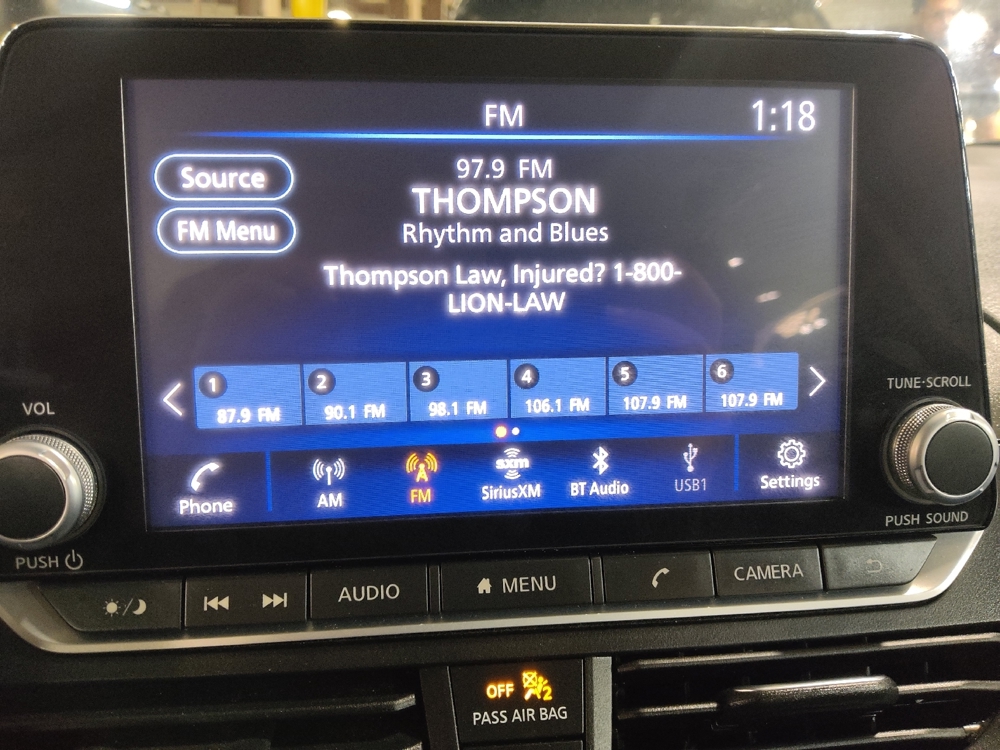 FM
1:18
Source
FM Menu
97.9 FM
THOMPSON
Rhythm and Blues
Thompson Law, Injured? 1-800-
LION-LAW
1
87.9 FM
2
90.1 FM
3
98.1 FM
4
106.1 FM
5
107.9 FM
6
107.9 FM
Phone
AM
FM
sxm
SiriusXM
BT Audio
USB1
Settings
VOL
PUSH
TUNE·SCROLL
PUSH SOUND
AUDIO
MENU
CAMERA
OFF
2
PASS AIR BAG